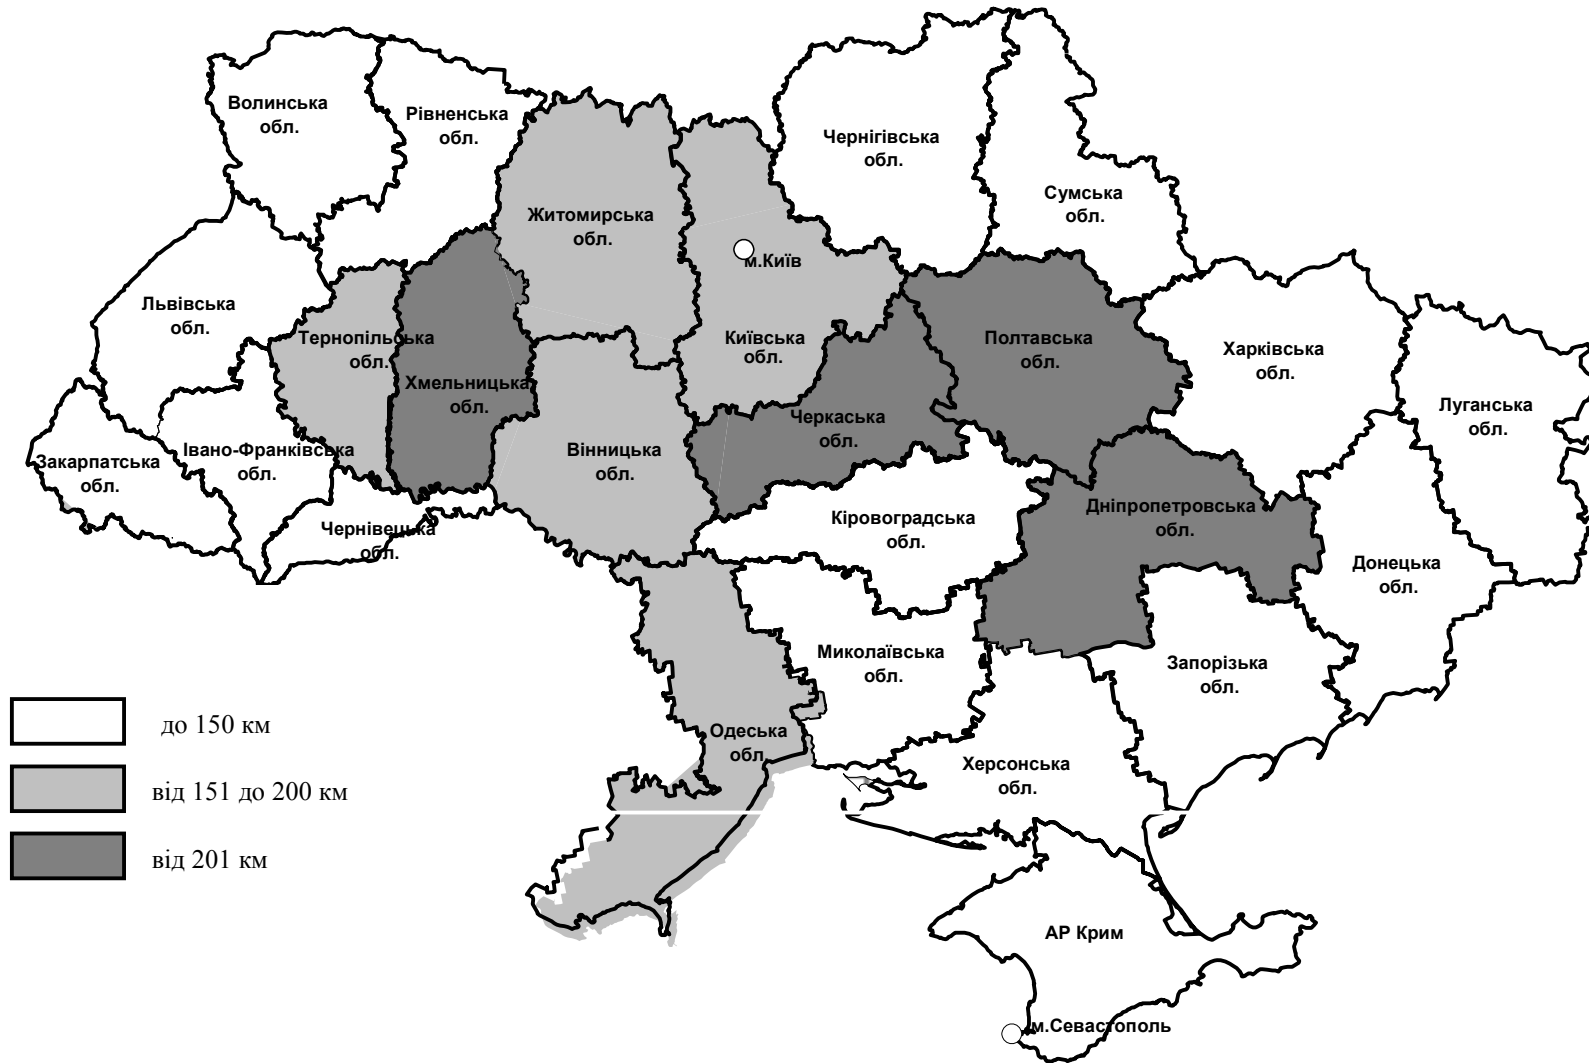 Волинська
обл.
Рівненська
обл.
Чернігівська
обл.
Сумська
обл.
Житомирська
обл.
м.Київ
Київська
обл.
Львівська
обл.
Тернопільська
обл.
Хмельницька
обл.
Полтавська
обл.
Харківська
обл.
Луганська
обл.
Черкаська
обл.
Вінницька
обл.
Івано-Франківська
обл.
Закарпатська
обл.
Чернівецька
обл.
Кіровоградська
обл.
Дніпропетровська
обл.
Донецька
обл.
Миколаївська
обл.
Запорізька
обл.
Одеська
обл.
Херсонська
обл.
АР Крим
м.Севастополь
до 150 км
від 151 до 200 км
від 201 км